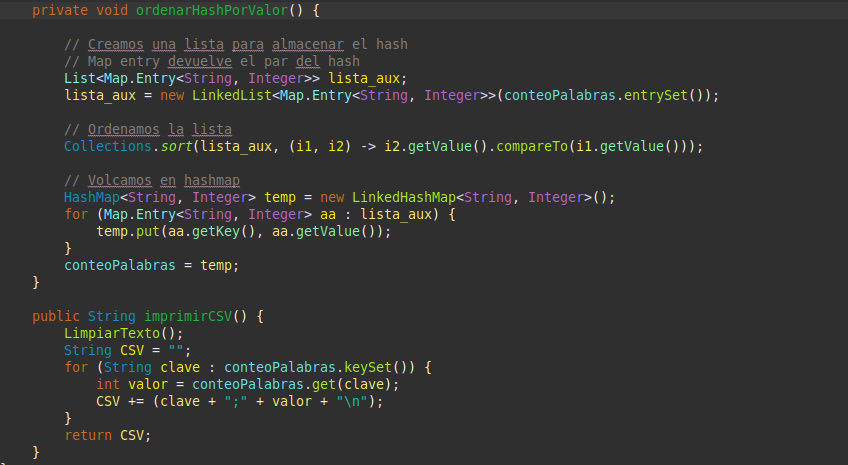 private void ordenarHashPorValor() {
// Creamos una lista para almacenar el hash
// Map entry devuelve el par del hash
List<Map.Entry<String, Integer>> lista_aux;
lista_aux = new LinkedList<Map.Entry<String, Integer>>(conteoPalabras.entrySet());
// Ordenamos la lista
Collections.sort(lista_aux, (i1, i2) -> i2.getValue().compareTo(i1.getValue()));
// Volcamos en hashmap
HashMap<String, Integer> temp = new LinkedHashMap<String, Integer>();
for (Map.Entry<String, Integer> aa : lista_aux) {
temp.put(aa.getKey(), aa.getValue());
}
conteoPalabras = temp;
}
public String imprimirCSV() {
LimpiarTexto();
String CSV = "";
for (String clave : conteoPalabras.keySet()) {
int valor = conteoPalabras.get(clave);
CSV += (clave + ";" + valor + "\n");
}
return CSV;
}